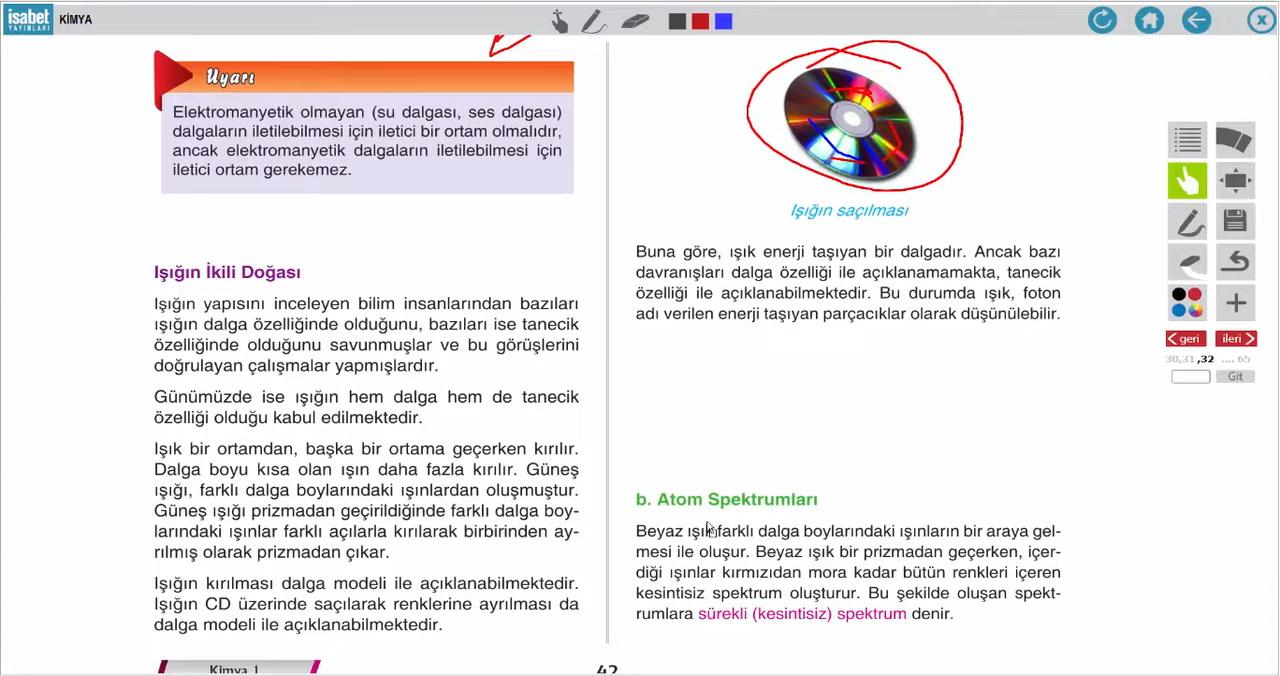 isabet
YAYINLARI
KİMYA
Uyarı
Elektromanyetik olmayan (su dalgası, ses dalgası)
dalgaların iletilebilmesi için iletici bir ortam olmalıdır,
ancak elektromanyetik dalgaların iletilebilmesi için
iletici ortam gerekemez.
Işığın İkili Doğası
Işığın yapısını inceleyen bilim insanlarından bazıları
ışığın dalga özelliğinde olduğunu, bazıları ise tanecik
özelliğinde olduğunu savunmuşlar ve bu görüşlerini
doğrulayan çalışmalar yapmışlardır.
Günümüzde ise ışığın hem dalga hem de tanecik
özelliği olduğu kabul edilmektedir.
Işık bir ortamdan, başka bir ortama geçerken kırılır.
Dalga boyu kısa olan ışın daha fazla kırılır. Güneş
ışığı, farklı dalga boylarındaki ışınlardan oluşmuştur.
Güneş ışığı prizmadan geçirildiğinde farklı dalga boy-
larındaki ışınlar farklı açılarla kırılarak birbirinden ay-
rılmış olarak prizmadan çıkar.
Işığın kırılması dalga modeli ile açıklanabilmektedir.
Işığın CD üzerinde saçılarak renklerine ayrılması da
dalga modeli ile açıklanabilmektedir.
Kimya 1
42
Işığın saçılması
Buna göre, ışık enerji taşıyan bir dalgadır. Ancak bazı
davranışları dalga özelliği ile açıklanamamakta, tanecik
özelliği ile açıklanabilmektedir. Bu durumda ışık, foton
adı verilen enerji taşıyan parçacıklar olarak düşünülebilir.
b. Atom Spektrumları
Beyaz ışık farklı dalga boylarındaki ışınların bir araya gel-
mesi ile oluşur. Beyaz ışık bir prizmadan geçerken, içer-
diği ışınlar kırmızıdan mora kadar bütün renkleri içeren
kesintisiz spektrum oluşturur. Bu şekilde oluşan spekt-
rumlara sürekli (kesintisiz) spektrum denir.
geri ileri
30,31 ,32 .... 65
Git